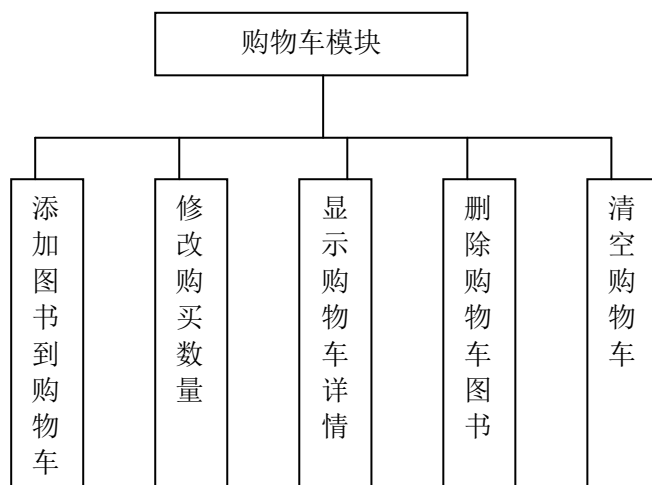 购物车模块
添加图书到购物车
修改购买数量
显示购物车详情
删除购物车图书
清空购物车